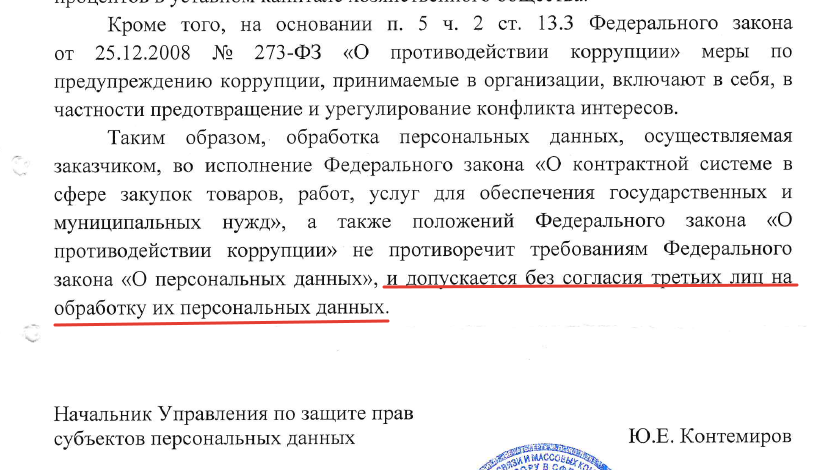 процентов в уставном капитале хозяйственного общества.
Кроме того, на основании п. 5 ч. 2 ст. 13.3 Федерального закона
от 25.12.2008 № 273-ФЗ «О противодействии коррупции» меры по
предупреждению коррупции, принимаемые в организации, включают в себя, в
частности предотвращение и урегулирование конфликта интересов.
Таким образом, обработка персональных данных, осуществляемая
заказчиком, во исполнение Федерального закона «О контрактной системе в
сфере закупок товаров, работ, услуг для обеспечения государственных и
муниципальных нужд», а также положений Федерального закона «О
противодействии коррупции» не противоречит требованиям Федерального
закона «О персональных данных», и допускается без согласия третьих лиц на
обработку их персональных данных.
Начальник Управления по защите прав
субъектов персональных данных
Ю.Е. Контемиров
СВЯЗИ И МАССОВЫХ